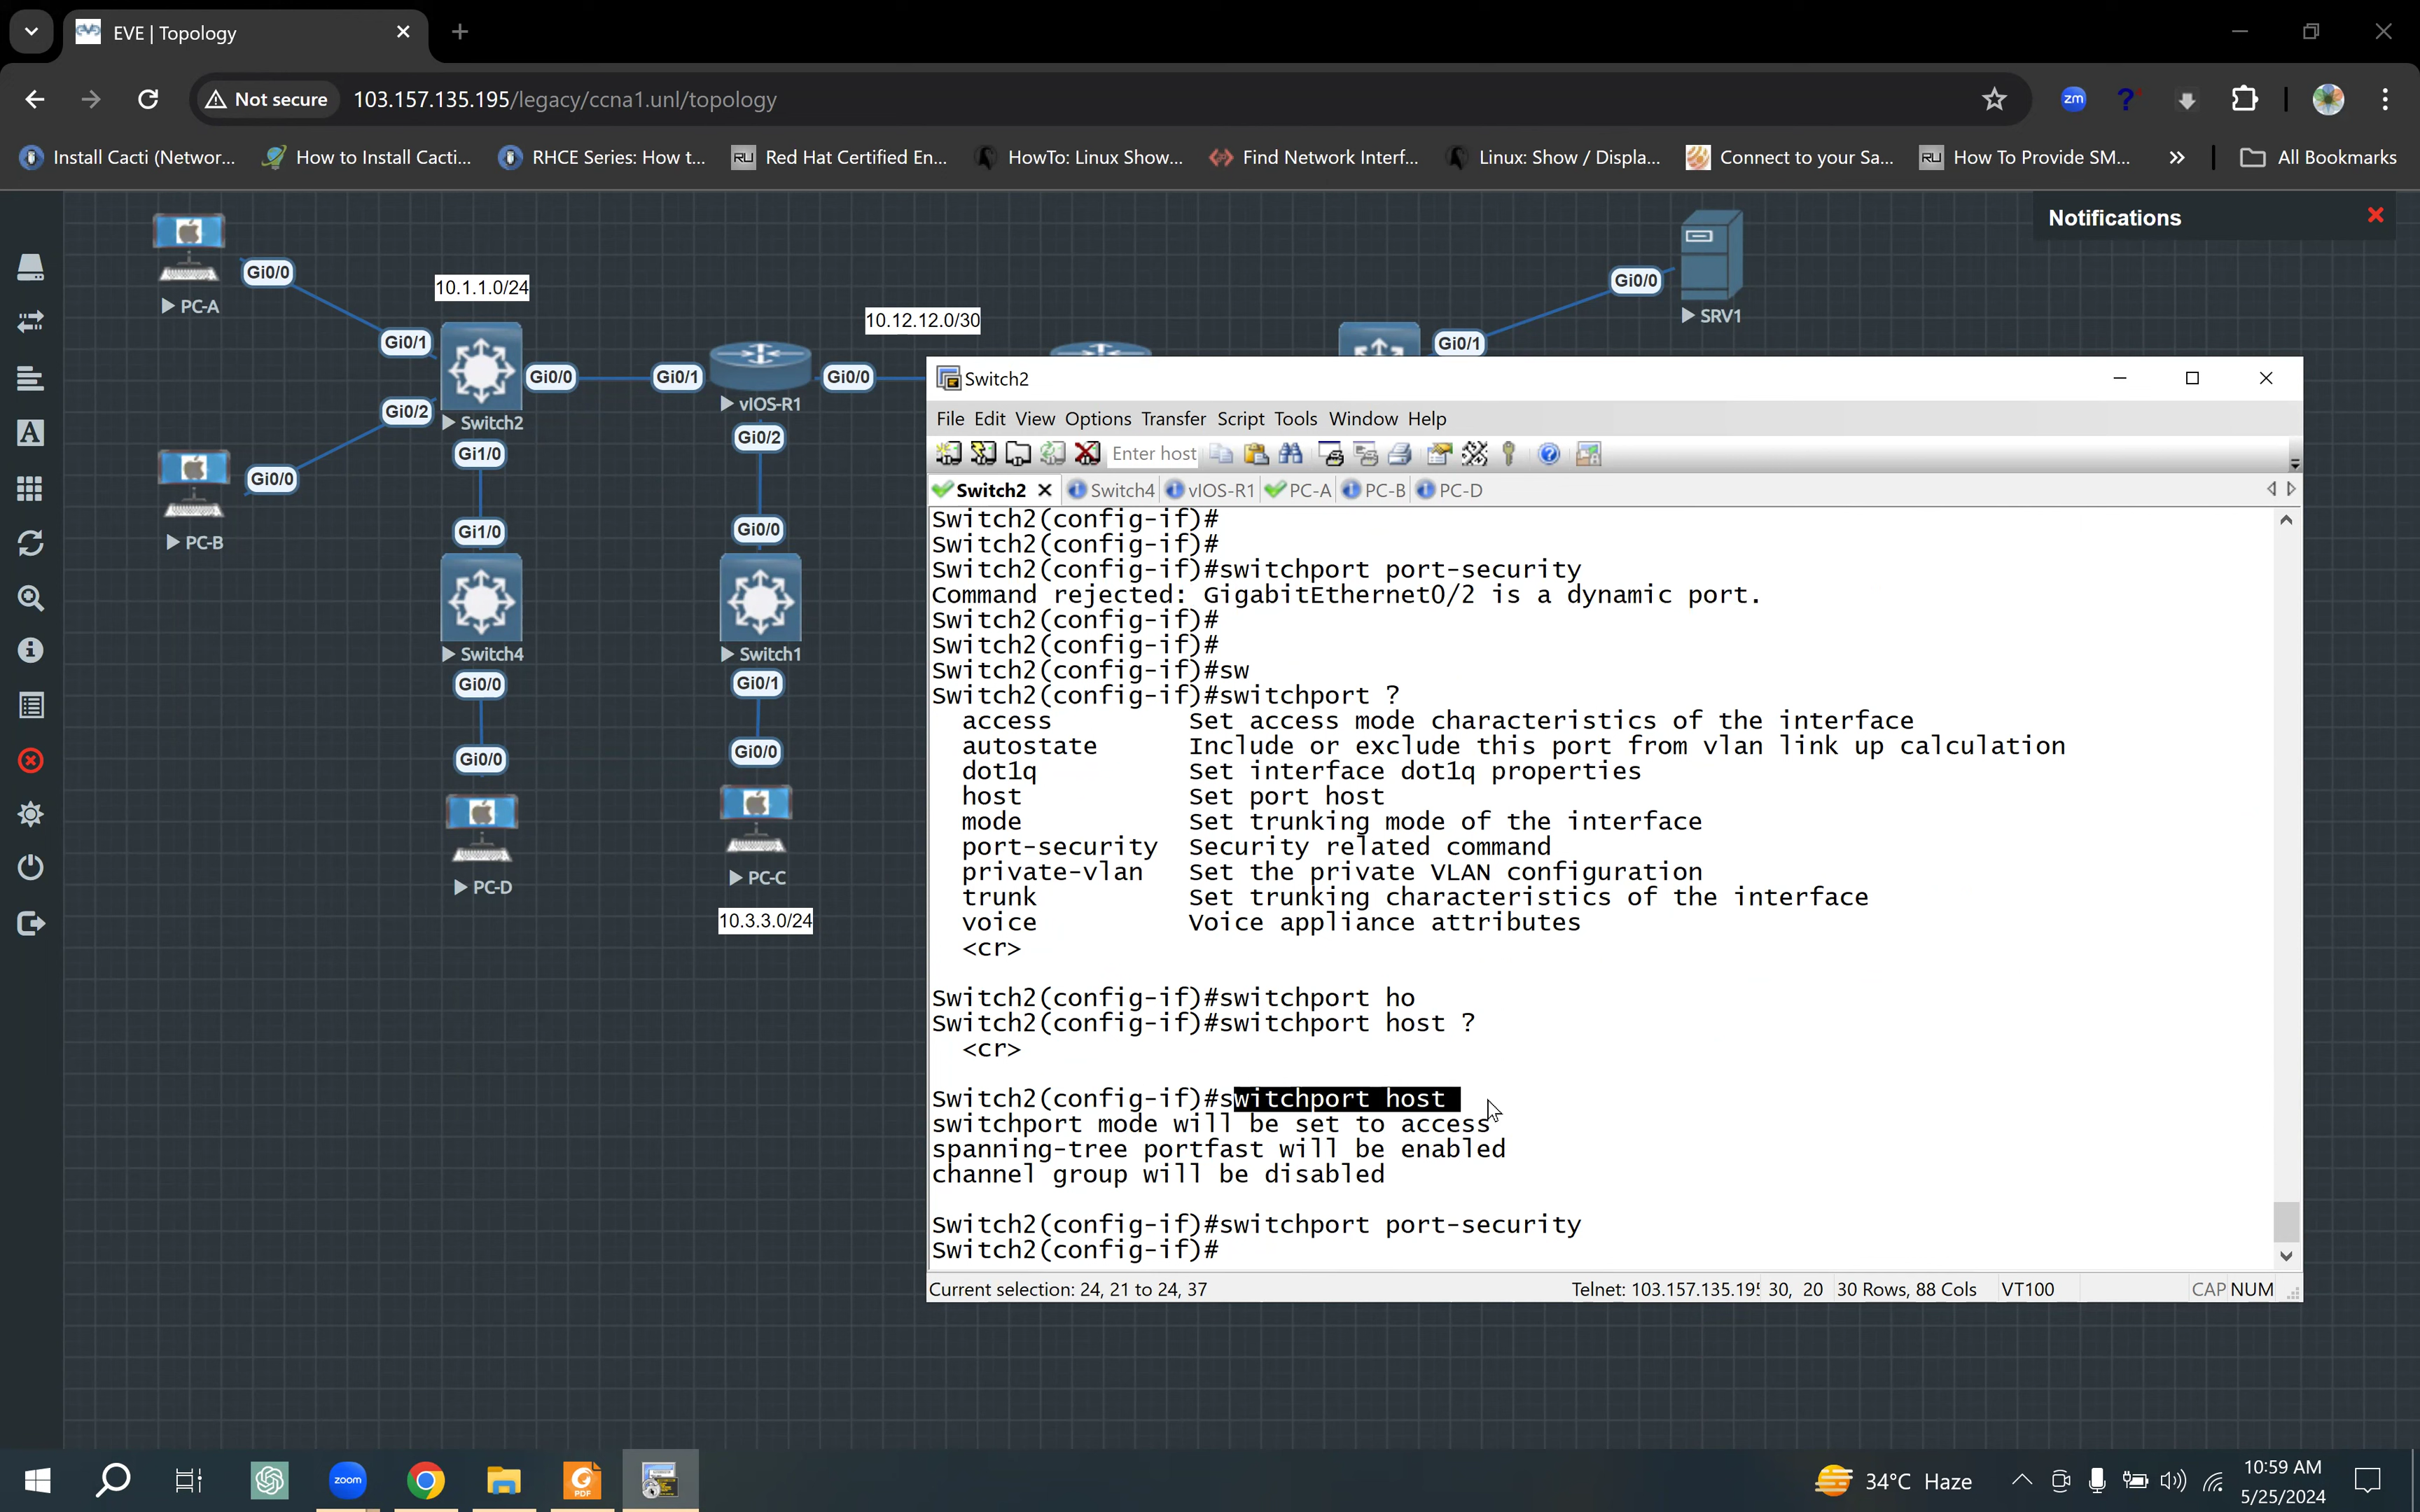 EVE | Topology
Not secure
103.157.135.195/legacy/ccna1.unl/topology
zm
Install Cacti (Networ...
How to Install Cacti...
RHCE Series: How t...
RU
Red Hat Certified En...
HowTo: Linux Show...
Find Network Interf...
Linux: Show / Displa...
Connect to your Sa...
RU
How To Provide SM...
All Bookmarks
Notifications
Gi0/0
PC-A
10.1.1.0/24
Gi0/1
10.12.12.0/30
Gi0/0
SRV1
Gi0/1
Gi0/0
Gi0/1
Gi0/0
Gi0/2
Switch2
vIOS-R1
Gi0/2
Gi1/0
Gi0/0
PC-B
Gi1/0
Gi0/0
Switch4
Switch1
Gi0/0
Gi0/1
Gi0/0
Gi0/0
PC-D
PC-C
10.3.3.0/24
Switch2
File Edit View Options Transfer Script Tools Window Help
Enter host
Switch2
Switch4
vIOS-R1
PC-A
PC-B
PC-D
Switch2(config-if)#
Switch2(config-if)#
Switch2(config-if)#switchport port-security
Command rejected: GigabitEthernet0/2 is a dynamic port.
Switch2(config-if)#
Switch2(config-if)#
Switch2(config-if)#sw
Switch2(config-if)#switchport ?
access Set access mode characteristics of the interface
autostate Include or exclude this port from vlan link up calculation
dot1q Set interface dot1q properties
host Set port host
mode Set trunking mode of the interface
port-security Security related command
private-vlan Set the private VLAN configuration
trunk Set trunking characteristics of the interface
voice Voice appliance attributes
<cr>
Switch2(config-if)#switchport ho
Switch2(config-if)#switchport host ?
<cr>
Switch2(config-if)#switchport host
switchport mode will be set to access
spanning-tree portfast will be enabled
channel group will be disabled
Switch2(config-if)#switchport port-security
Switch2(config-if)#
Current selection: 24, 21 to 24, 37
Telnet: 103.157.135.195
30, 20
30 Rows, 88 Cols
VT100
CAP NUM
zoom
PDF
34°C Haze
10:59 AM
5/25/2024